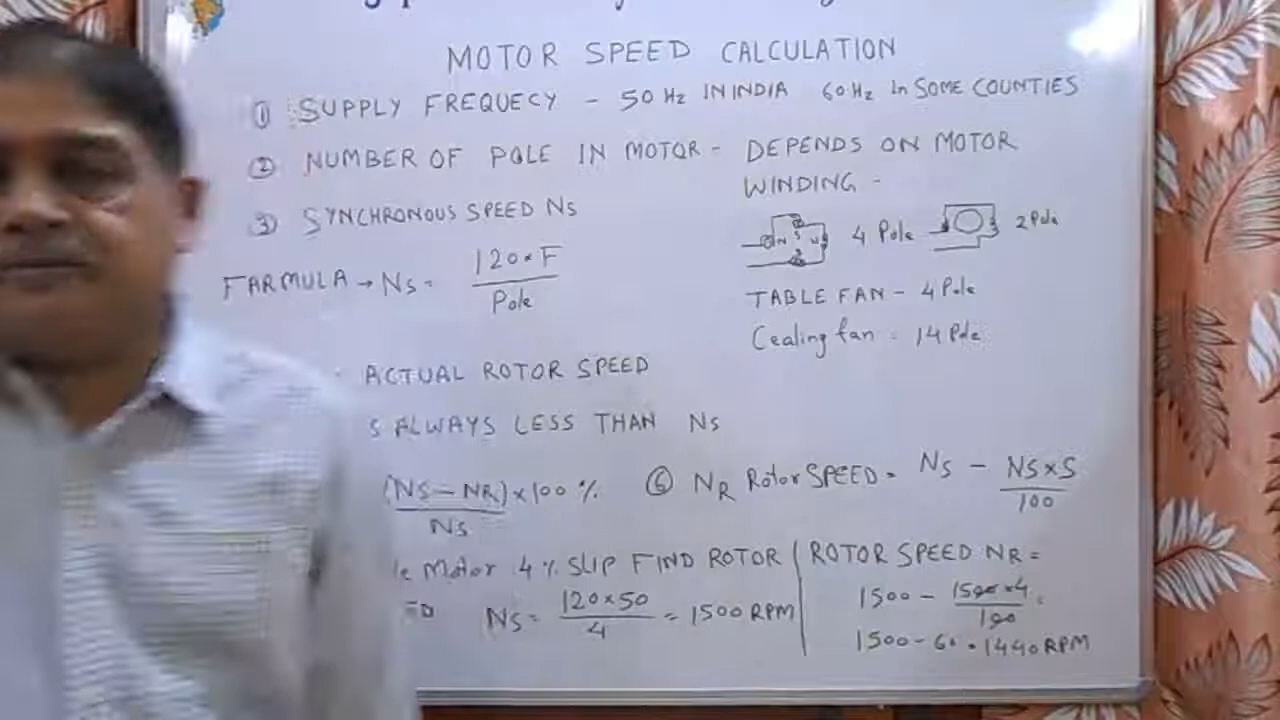 MOTOR SPEED CALCULATION
① SUPPLY FREQUECY - 50 Hz IN INDIA 60 Hz In SOME COUNTIES
② NUMBER OF POLE IN MOTOR - DEPENDS ON MOTOR
WINDING -
③ SYNCHRONOUS SPEED Ns
4 Pole 2 Pole
FARMULA → Ns = 120×F / Pole
TABLE FAN - 4 Pole
Cealing fan = 14 Pole
ACTUAL ROTOR SPEED
S ALWAYS LESS THAN Ns
(NS - NR) × 100 % / Ns
⑥ NR Rotor SPEED = NS - NS×S / 100
e Motor 4 % SLIP FIND ROTOR
ED Ns = 120×50 / 4 = 1500 RPM
ROTOR SPEED NR =
1500 - 1500×4 / 100 =
1500 - 60 = 1440 RPM